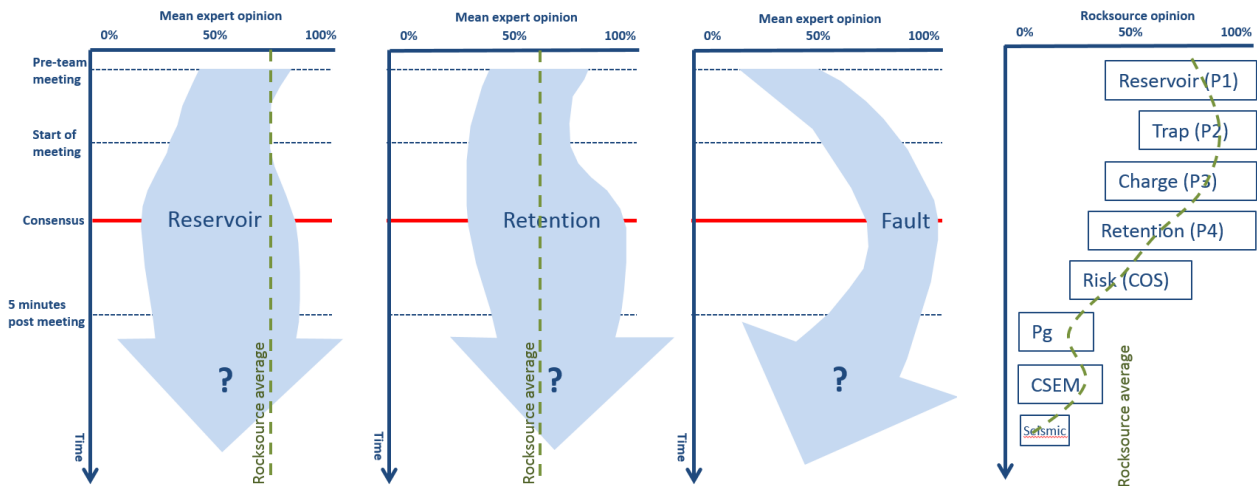 Mean expert opinion
0% 50% 100%
Pre-team
meeting
Start of
meeting
Consensus
5 minutes
post meeting
Time
Reservoir
?
Rocksource average
Mean expert opinion
0% 50% 100%
Retention
?
Rocksource average
Time
Mean expert opinion
0% 50% 100%
Fault
?
Time
Rocksource opinion
0% 50% 100%
Reservoir (P1)
Trap (P2)
Charge (P3)
Retention (P4)
Risk (COS)
Pg
CSEM
Seismic
Rocksource average